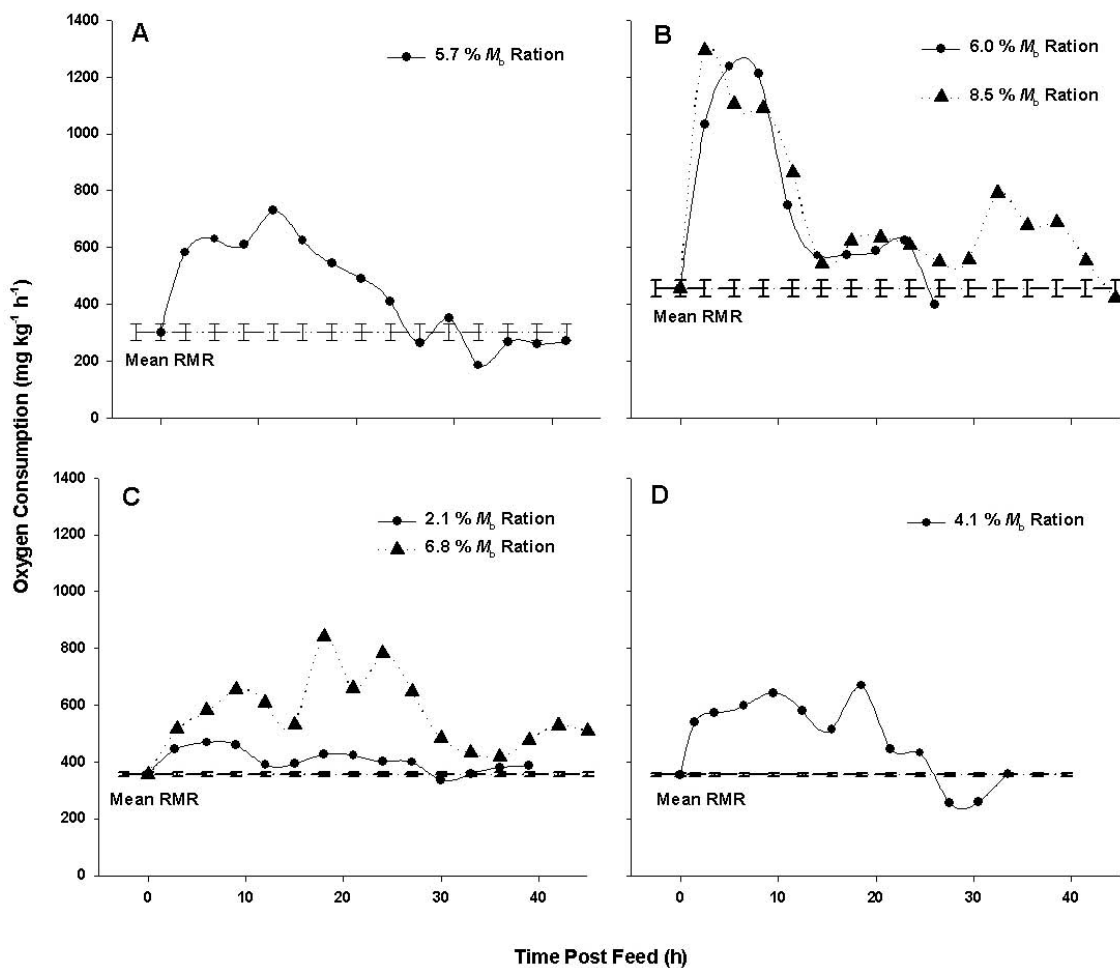 Oxygen Consumption (mg kg⁻¹ h⁻¹)
A
5.7 % Mb Ration
1400
1200
1000
800
600
400
200
0
Mean RMR
B
6.0 % Mb Ration
8.5 % Mb Ration
Mean RMR
C
2.1 % Mb Ration
6.8 % Mb Ration
1400
1200
1000
800
600
400
200
0
Mean RMR
0 10 20 30 40
D
4.1 % Mb Ration
Mean RMR
0 10 20 30 40
Time Post Feed (h)